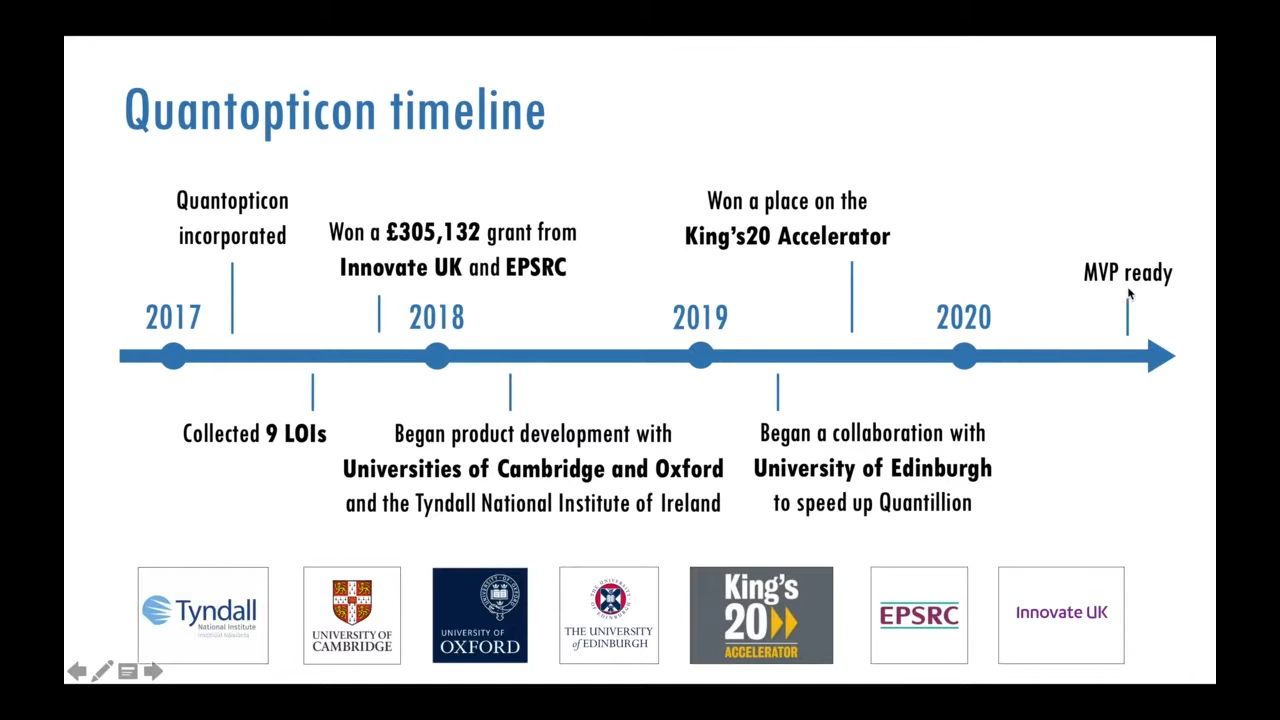 Quantopticon timeline
Quantopticon
incorporated
Won a £305,132 grant from
Innovate UK and EPSRC
Won a place on the
King's20 Accelerator
MVP ready
2017
2018
2019
2020
Collected 9 LOIs
Began product development with
Universities of Cambridge and Oxford
and the Tyndall National Institute of Ireland
Began a collaboration with
University of Edinburgh
to speed up Quantillion
Tyndall
National Institute
UNIVERSITY OF
CAMBRIDGE
UNIVERSITY OF
OXFORD
THE UNIVERSITY
of EDINBURGH
King's
20
ACCELERATOR
EPSRC
Innovate UK